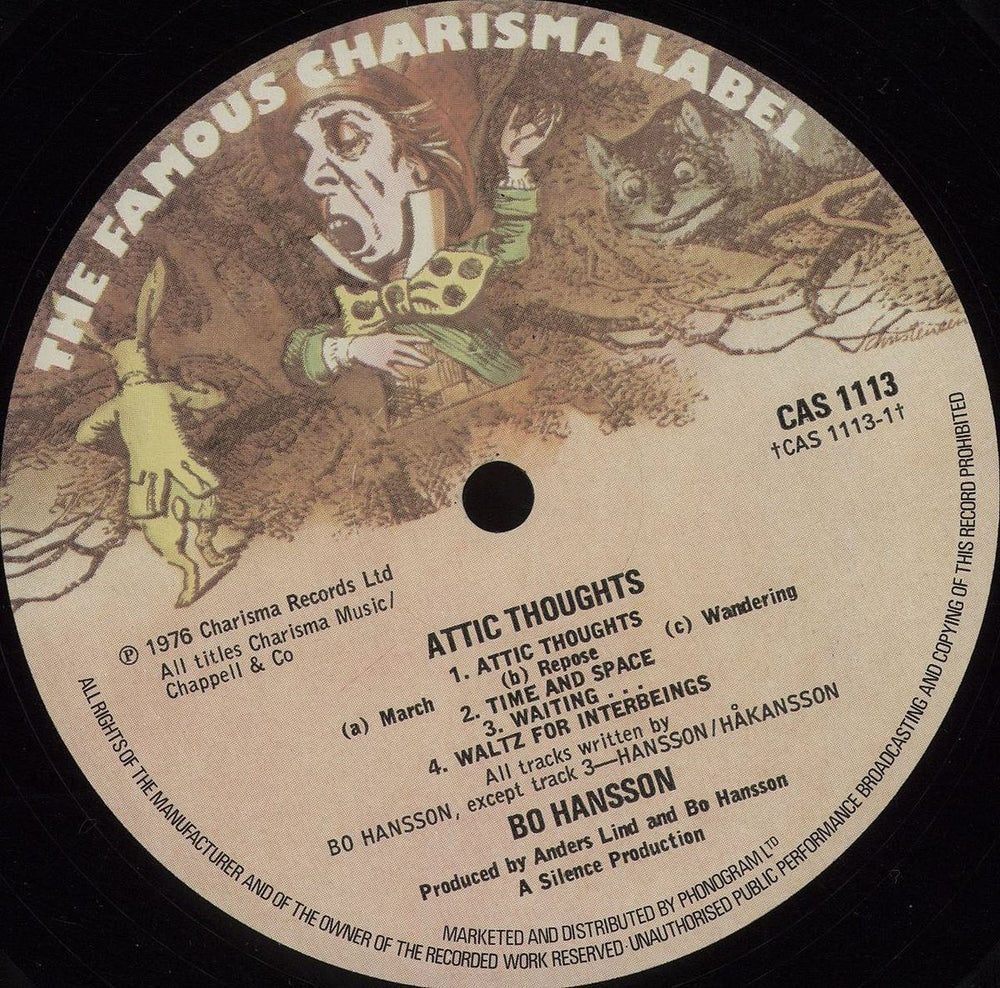 THE FAMOUS CHARISMA LABEL
Christensen
CAS 1113
†CAS 1113-1†
℗ 1976 Charisma Records Ltd
All titles Charisma Music/
Chappell & Co
ATTIC THOUGHTS
1. ATTIC THOUGHTS
(a) March (b) Repose (c) Wandering
2. TIME AND SPACE
3. WAITING . . .
4. WALTZ FOR INTERBEINGS
All tracks written by
BO HANSSON, except track 3—HANSSON/HÅKANSSON
BO HANSSON
Produced by Anders Lind and Bo Hansson
A Silence Production
MARKETED AND DISTRIBUTED BY PHONOGRAM LTD
ALL RIGHTS OF THE MANUFACTURER AND OF THE OWNER OF THE RECORDED WORK RESERVED·UNAUTHORISED PUBLIC PERFORMANCE BROADCASTING AND COPYING OF THIS RECORD PROHIBITED